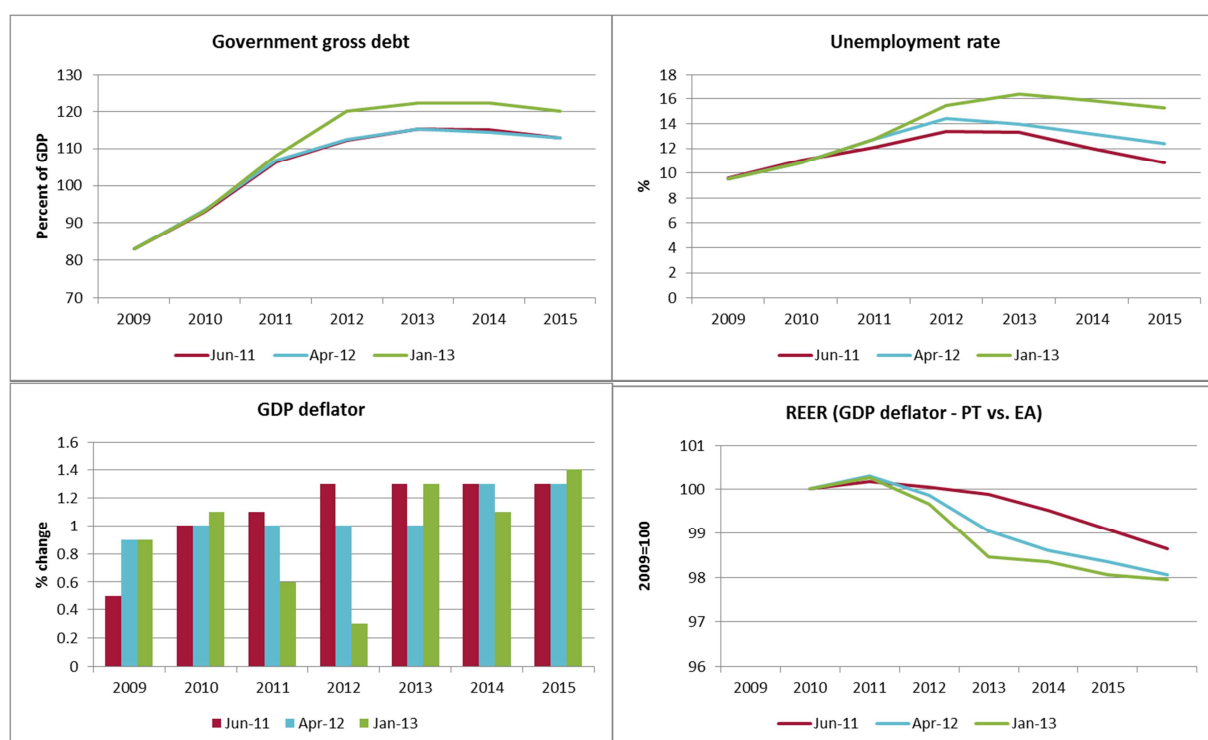 Government gross debt
Percent of GDP
130
120
110
100
90
80
70
2009 2010 2011 2012 2013 2014 2015
Jun-11 Apr-12 Jan-13
Unemployment rate
%
18
16
14
12
10
8
6
4
2
0
2009 2010 2011 2012 2013 2014 2015
Jun-11 Apr-12 Jan-13
GDP deflator
% change
1.6
1.4
1.2
1
0.8
0.6
0.4
0.2
0
2009 2010 2011 2012 2013 2014 2015
Jun-11 Apr-12 Jan-13
REER (GDP deflator - PT vs. EA)
2009=100
101
100
99
98
97
96
2009 2010 2011 2012 2013 2014 2015
Jun-11 Apr-12 Jan-13